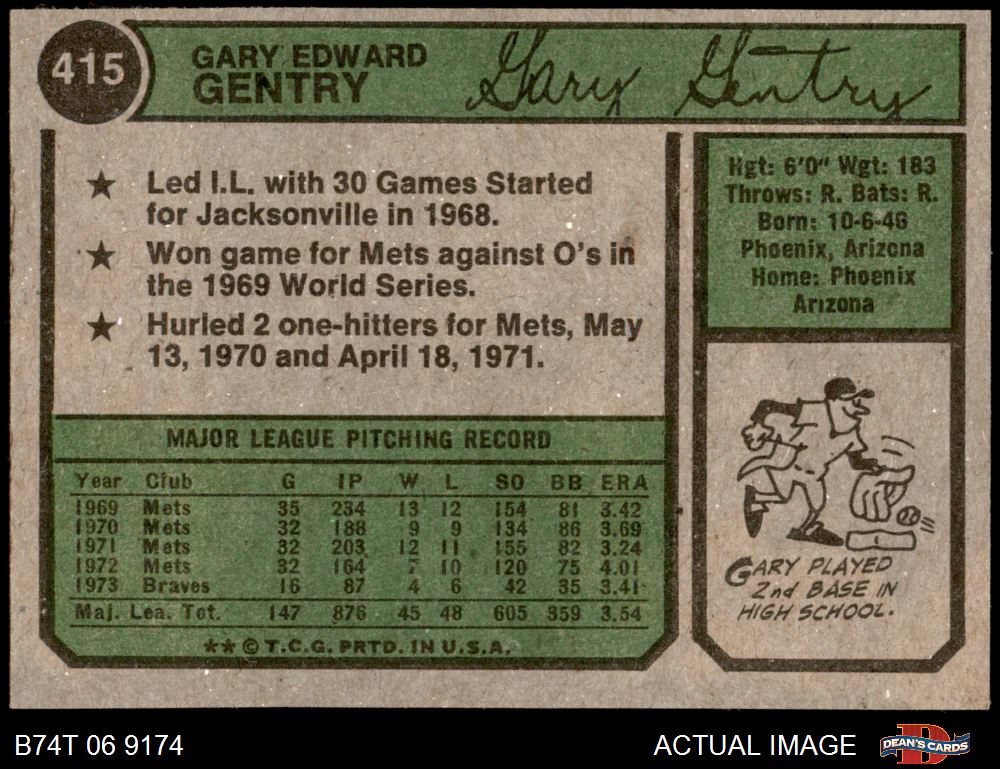 415
GARY EDWARD
GENTRY
Gary Gentry
★ Led I.L. with 30 Games Started
for Jacksonville in 1968.
★ Won game for Mets against O's in
the 1969 World Series.
★ Hurled 2 one-hitters for Mets, May
13, 1970 and April 18, 1971.
Hgt: 6'0" Wgt: 183
Throws: R. Bats: R.
Born: 10-6-46
Phoenix, Arizona
Home: Phoenix
Arizona
MAJOR LEAGUE PITCHING RECORD
Year Club G IP W L SO BB ERA
1969 Mets 35 234 13 12 154 81 3.42
1970 Mets 32 188 9 9 134 86 3.69
1971 Mets 32 203 12 11 155 82 3.24
1972 Mets 32 164 7 10 120 75 4.01
1973 Braves 16 87 4 6 42 35 3.41
Maj. Lea. Tot. 147 876 45 48 605 359 3.54
★★ © T.C.G. PRTD. IN U.S.A.
GARY PLAYED
2nd BASE IN
HIGH SCHOOL.
B74T 06 9174
ACTUAL IMAGE
D
DEAN'S CARDS